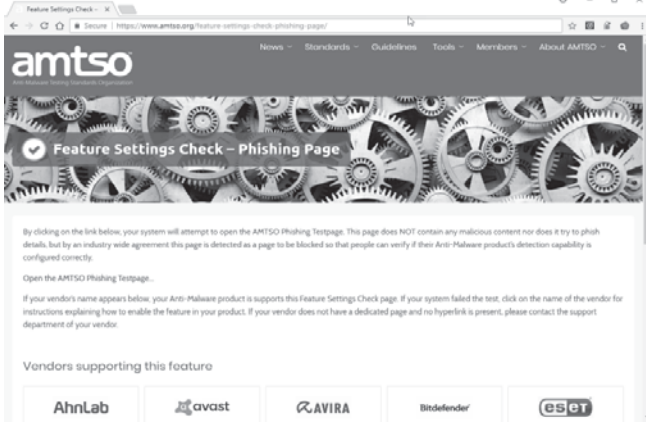 Feature Settings Check -
Secure https://www.amtso.org/feature-settings-check-phishing-page/
News Standards Guidelines Tools Members About AMTSO
amtso
Anti-Malware Testing Standards Organization
Feature Settings Check – Phishing Page
By clicking on the link below, your system will attempt to open the AMTSO Phishing Testpage. This page does NOT contain any malicious content nor does it try to phish
details, but by an industry wide agreement this page is detected as a page to be blocked so that people can verify if their Anti-Malware product's detection capability is
configured correctly.
Open the AMTSO Phishing Testpage...
If your vendor's name appears below, your Anti-Malware product is supports this Feature Settings Check page. If your system failed the test, click on the name of the vendor for
instructions explaining how to enable the feature in your product. If your vendor does not have a dedicated page and no hyperlink is present, please contact the support
department of your vendor.
Vendors supporting this feature
AhnLab avast AVIRA Bitdefender eset